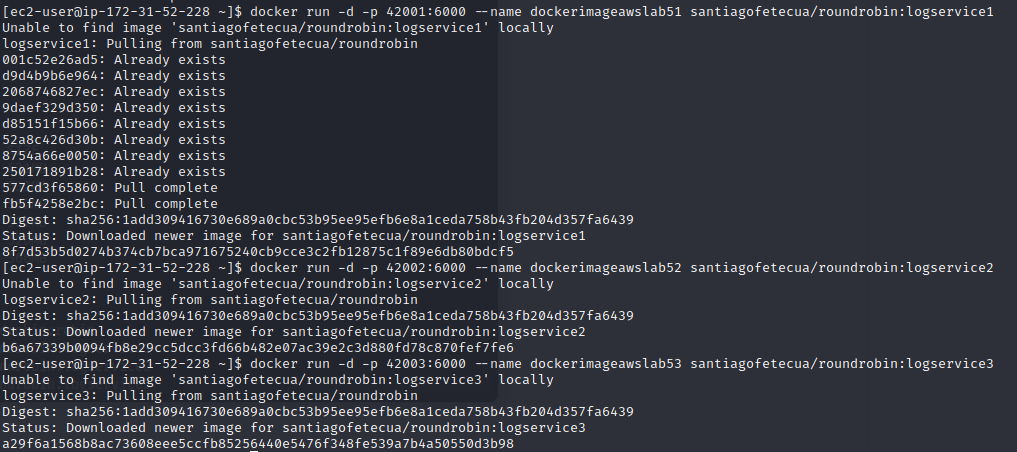 [ec2-user@ip-172-31-52-228 ~]$ docker run -d -p 42001:6000 --name dockerimageawslab51 santiagofetecua/roundrobin:logservice1
Unable to find image 'santiagofetecua/roundrobin:logservice1' locally
logservice1: Pulling from santiagofetecua/roundrobin
001c52e26ad5: Already exists
d9d4b9b6e964: Already exists
2068746827ec: Already exists
9daef329d350: Already exists
d85151f15b66: Already exists
52a8c426d30b: Already exists
8754a66e0050: Already exists
250171891b28: Already exists
577cd3f65860: Pull complete
fb5f4258e2bc: Pull complete
Digest: sha256:1add309416730e689a0cbc53b95ee95efb6e8a1ceda758b43fb204d357fa6439
Status: Downloaded newer image for santiagofetecua/roundrobin:logservice1
8f7d53b5d0274b374cb7bca971675240cb9cce3c2fb12875c1f89e6db80bdcf5
[ec2-user@ip-172-31-52-228 ~]$ docker run -d -p 42002:6000 --name dockerimageawslab52 santiagofetecua/roundrobin:logservice2
Unable to find image 'santiagofetecua/roundrobin:logservice2' locally
logservice2: Pulling from santiagofetecua/roundrobin
Digest: sha256:1add309416730e689a0cbc53b95ee95efb6e8a1ceda758b43fb204d357fa6439
Status: Downloaded newer image for santiagofetecua/roundrobin:logservice2
b6a67339b0094fb8e29cc5dcc3fd66b482e07ac39e2c3d880fd78c870fef7fe6
[ec2-user@ip-172-31-52-228 ~]$ docker run -d -p 42003:6000 --name dockerimageawslab53 santiagofetecua/roundrobin:logservice3
Unable to find image 'santiagofetecua/roundrobin:logservice3' locally
logservice3: Pulling from santiagofetecua/roundrobin
Digest: sha256:1add309416730e689a0cbc53b95ee95efb6e8a1ceda758b43fb204d357fa6439
Status: Downloaded newer image for santiagofetecua/roundrobin:logservice3
a29f6a1568b8ac73608eee5ccfb85256440e5476f348fe539a7b4a50550d3b98